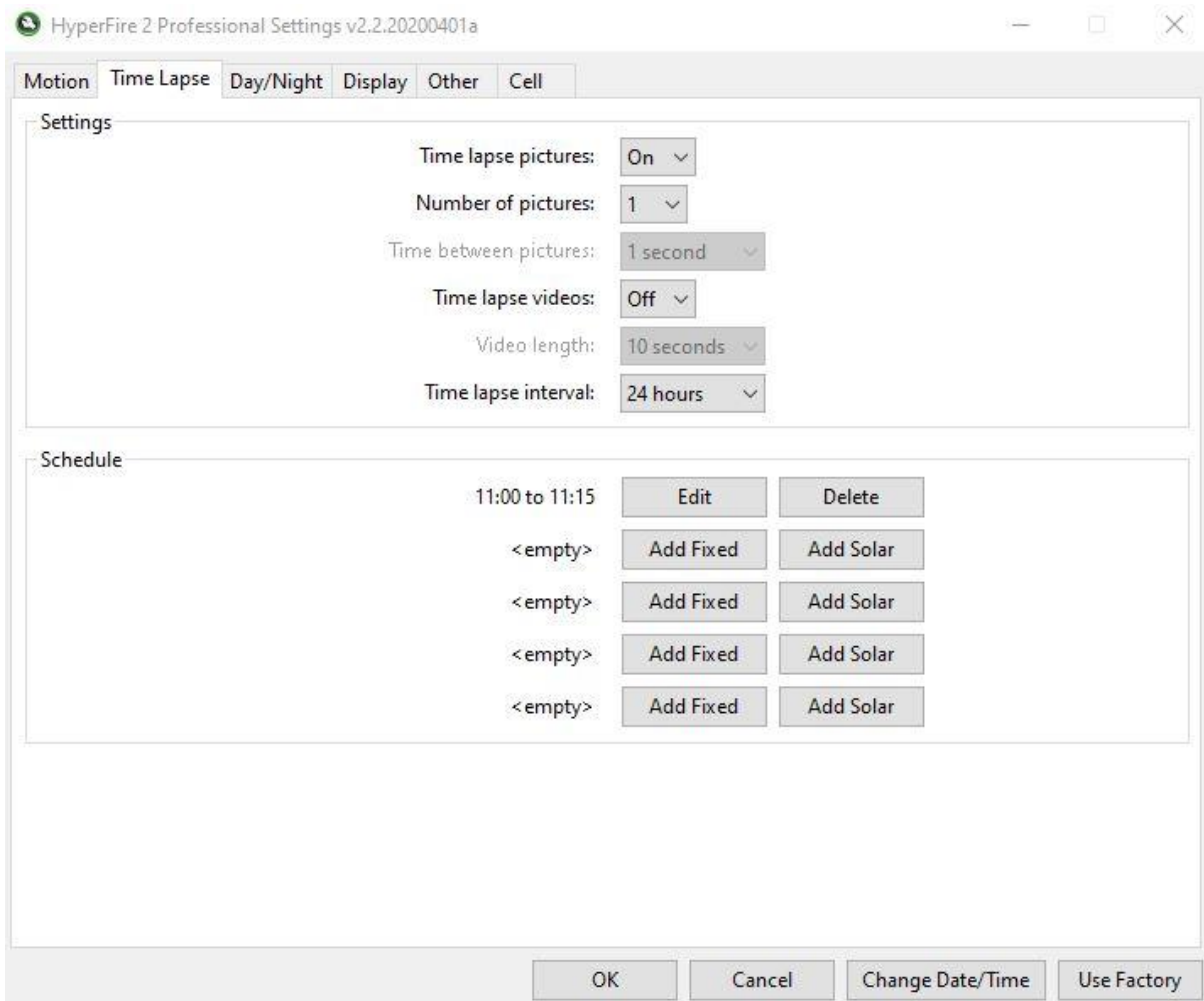 HyperFire 2 Professional Settings v2.2.20200401a
Motion Time Lapse Day/Night Display Other Cell
Settings
Time lapse pictures: On
Number of pictures: 1
Time between pictures: 1 second
Time lapse videos: Off
Video length: 10 seconds
Time lapse interval: 24 hours
Schedule
11:00 to 11:15 Edit Delete
<empty> Add Fixed Add Solar
<empty> Add Fixed Add Solar
<empty> Add Fixed Add Solar
<empty> Add Fixed Add Solar
OK Cancel Change Date/Time Use Factory